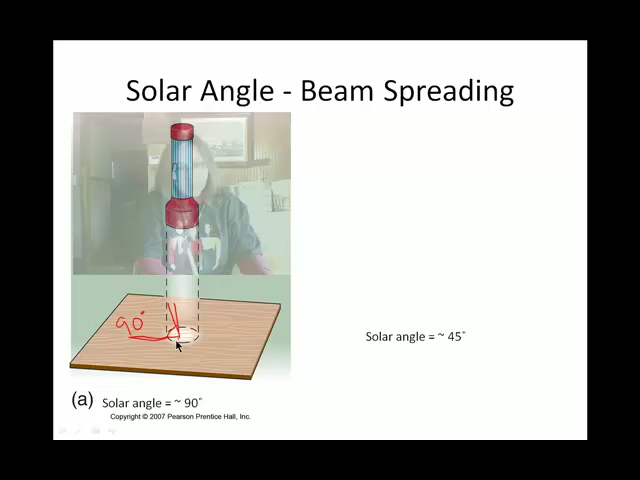 Solar Angle - Beam Spreading
90°
Solar angle = ~ 45˚
(a) Solar angle = ~ 90˚
Copyright © 2007 Pearson Prentice Hall, Inc.